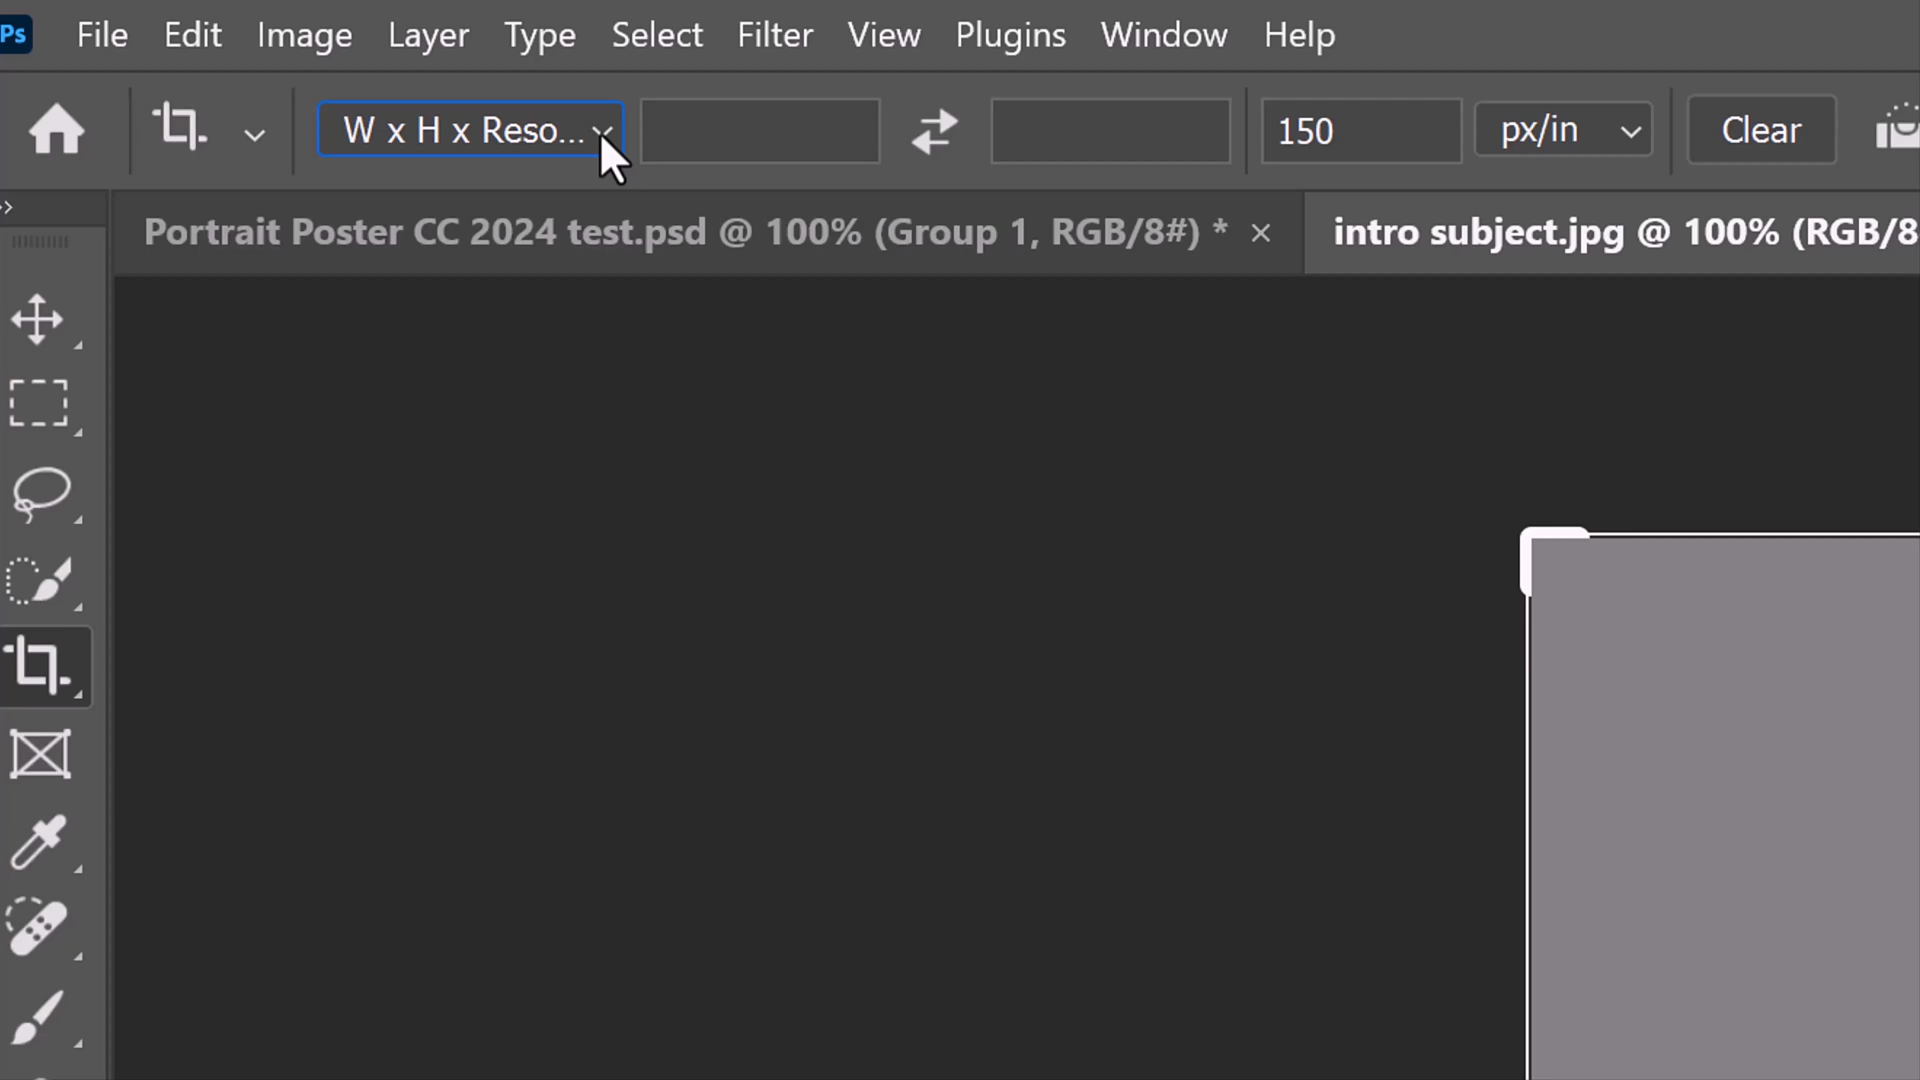 Ps File Edit Image Layer Type Select Filter View Plugins Window Help
W x H x Reso... 150 px/in Clear
Portrait Poster CC 2024 test.psd @ 100% (Group 1, RGB/8#) * × intro subject.jpg @ 100% (RGB/8